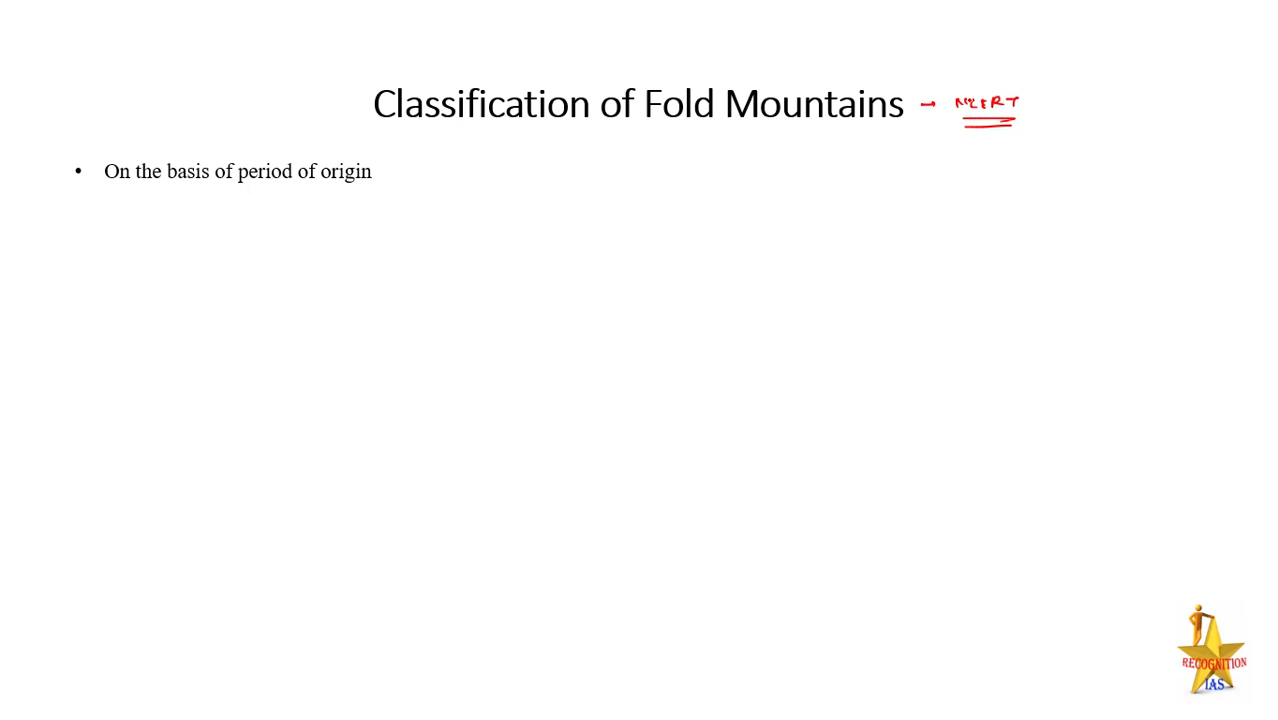 Classification of Fold Mountains → NCERT
• On the basis of period of origin
RECOGNITION
IAS